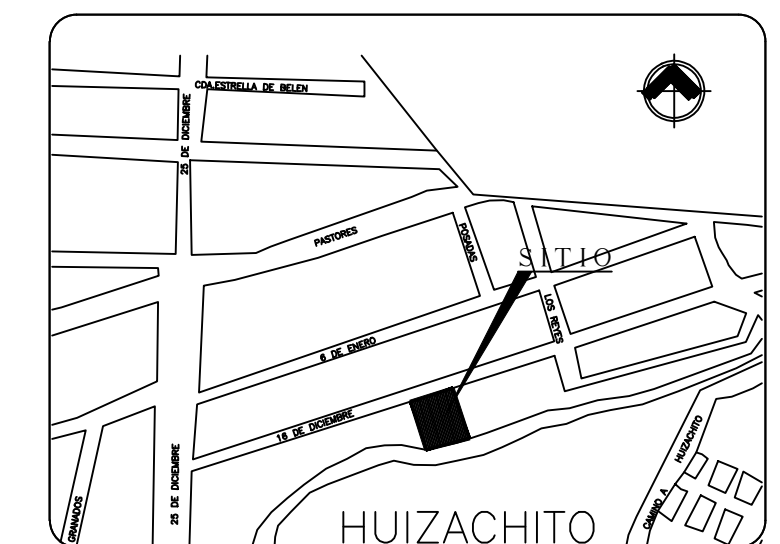 CDA.ESTRELLA DE BELEN
25 DE DICIEMBRE
PASTORES
POSADAS
SITIO
LOS REYES
6 DE ENERO
16 DE DICIEMBRE
25 DE DICIEMBRE
GRANADOS
CAMINO A HUIZACHITO
HUIZACHITO